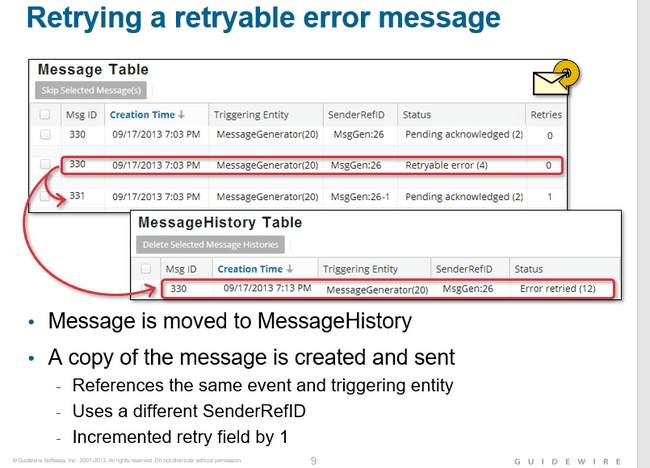 Retrying a retryable error message
Message Table
Skip Selected Message(s)
Msg ID Creation Time ↓ Triggering Entity SenderRefID Status Retries
330 09/17/2013 7:03 PM MessageGenerator(20) MsgGen:26 Pending acknowledged (2) 0
330 09/17/2013 7:03 PM MessageGenerator(20) MsgGen:26 Retryable error (4) 0
331 09/17/2013 7:03 PM MessageGenerator(20) MsgGen:26-1 Pending acknowledged (2) 1
MessageHistory Table
Delete Selected Message Histories
Msg ID Creation Time ↓ Triggering Entity SenderRefID Status
330 09/17/2013 7:13 PM MessageGenerator(20) MsgGen:26 Error retried (12)
• Message is moved to MessageHistory
• A copy of the message is created and sent
- References the same event and triggering entity
- Uses a different SenderRefID
- Incremented retry field by 1
© Guidewire Software, Inc. 2001-2013. All rights reserved. Do not distribute without permission. 9 GUIDEWIRE